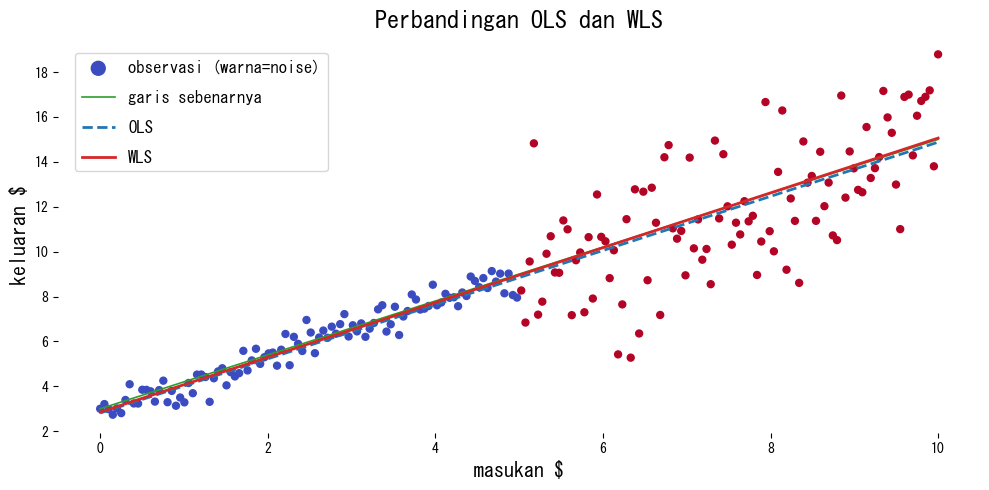 Perbandingan OLS dan WLS
observasi (warna=noise)
garis sebenarnya
OLS
WLS
keluaran $
18
16
14
12
10
8
6
4
2
0 2 4 6 8 10
masukan $